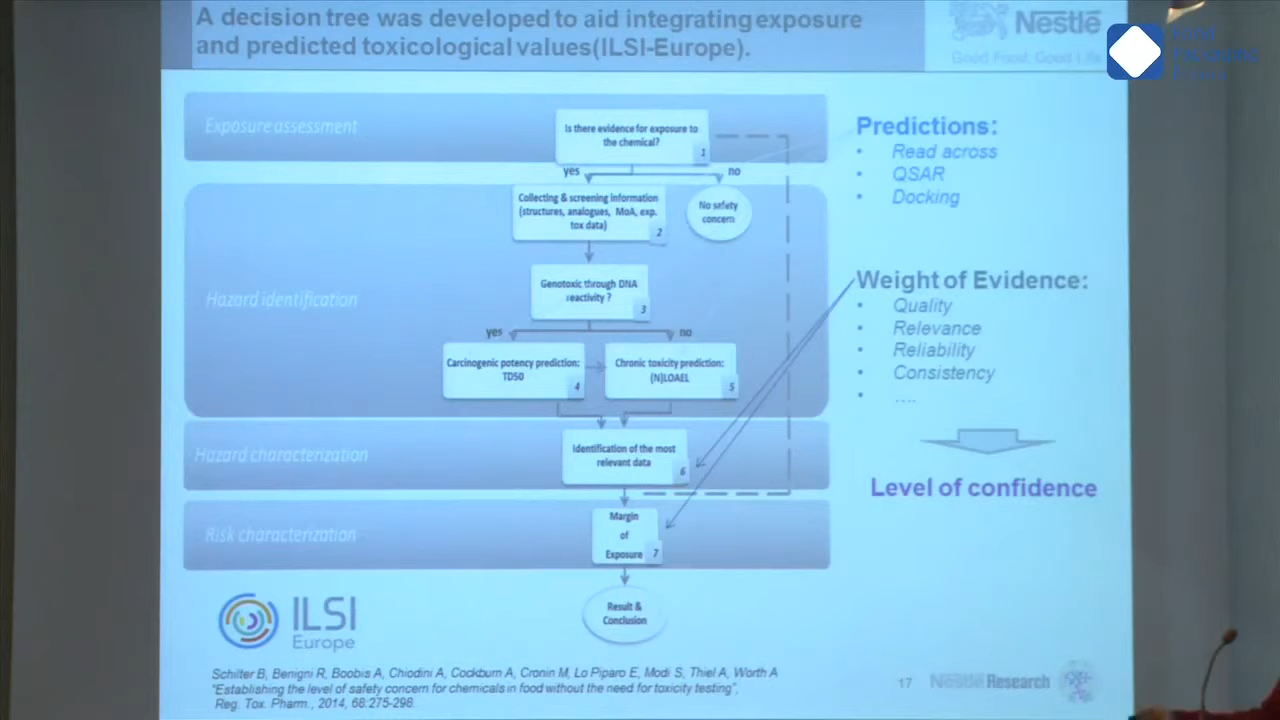 A decision tree was developed to aid integrating exposure
and predicted toxicological values(ILSI-Europe).
Nestlé
Good Food, Good Life
Food
Packaging
Forum
Exposure assessment
Is there evidence for exposure to
the chemical?
1
yes
no
Collecting & screening information
(structures, analogues, MoA, exp.
tox data)
2
No safety
concern
Hazard identification
Genotoxic through DNA
reactivity ?
3
yes
no
Carcinogenic potency prediction:
TD50
4
Chronic toxicity prediction:
(N)LOAEL
5
Hazard characterization
Identification of the most
relevant data
6
Risk characterization
Margin
of
Exposure
7
Result &
Conclusion
Predictions:
• Read across
• QSAR
• Docking
Weight of Evidence:
• Quality
• Relevance
• Reliability
• Consistency
• ....
Level of confidence
ILSI
Europe
Schilter B, Benigni R, Boobis A, Chiodini A, Cockburn A, Cronin M, Lo Piparo E, Modi S, Thiel A, Worth A
"Establishing the level of safety concern for chemicals in food without the need for toxicity testing",
Reg. Tox. Pharm., 2014, 68:275-298.
17
Nestlé Research